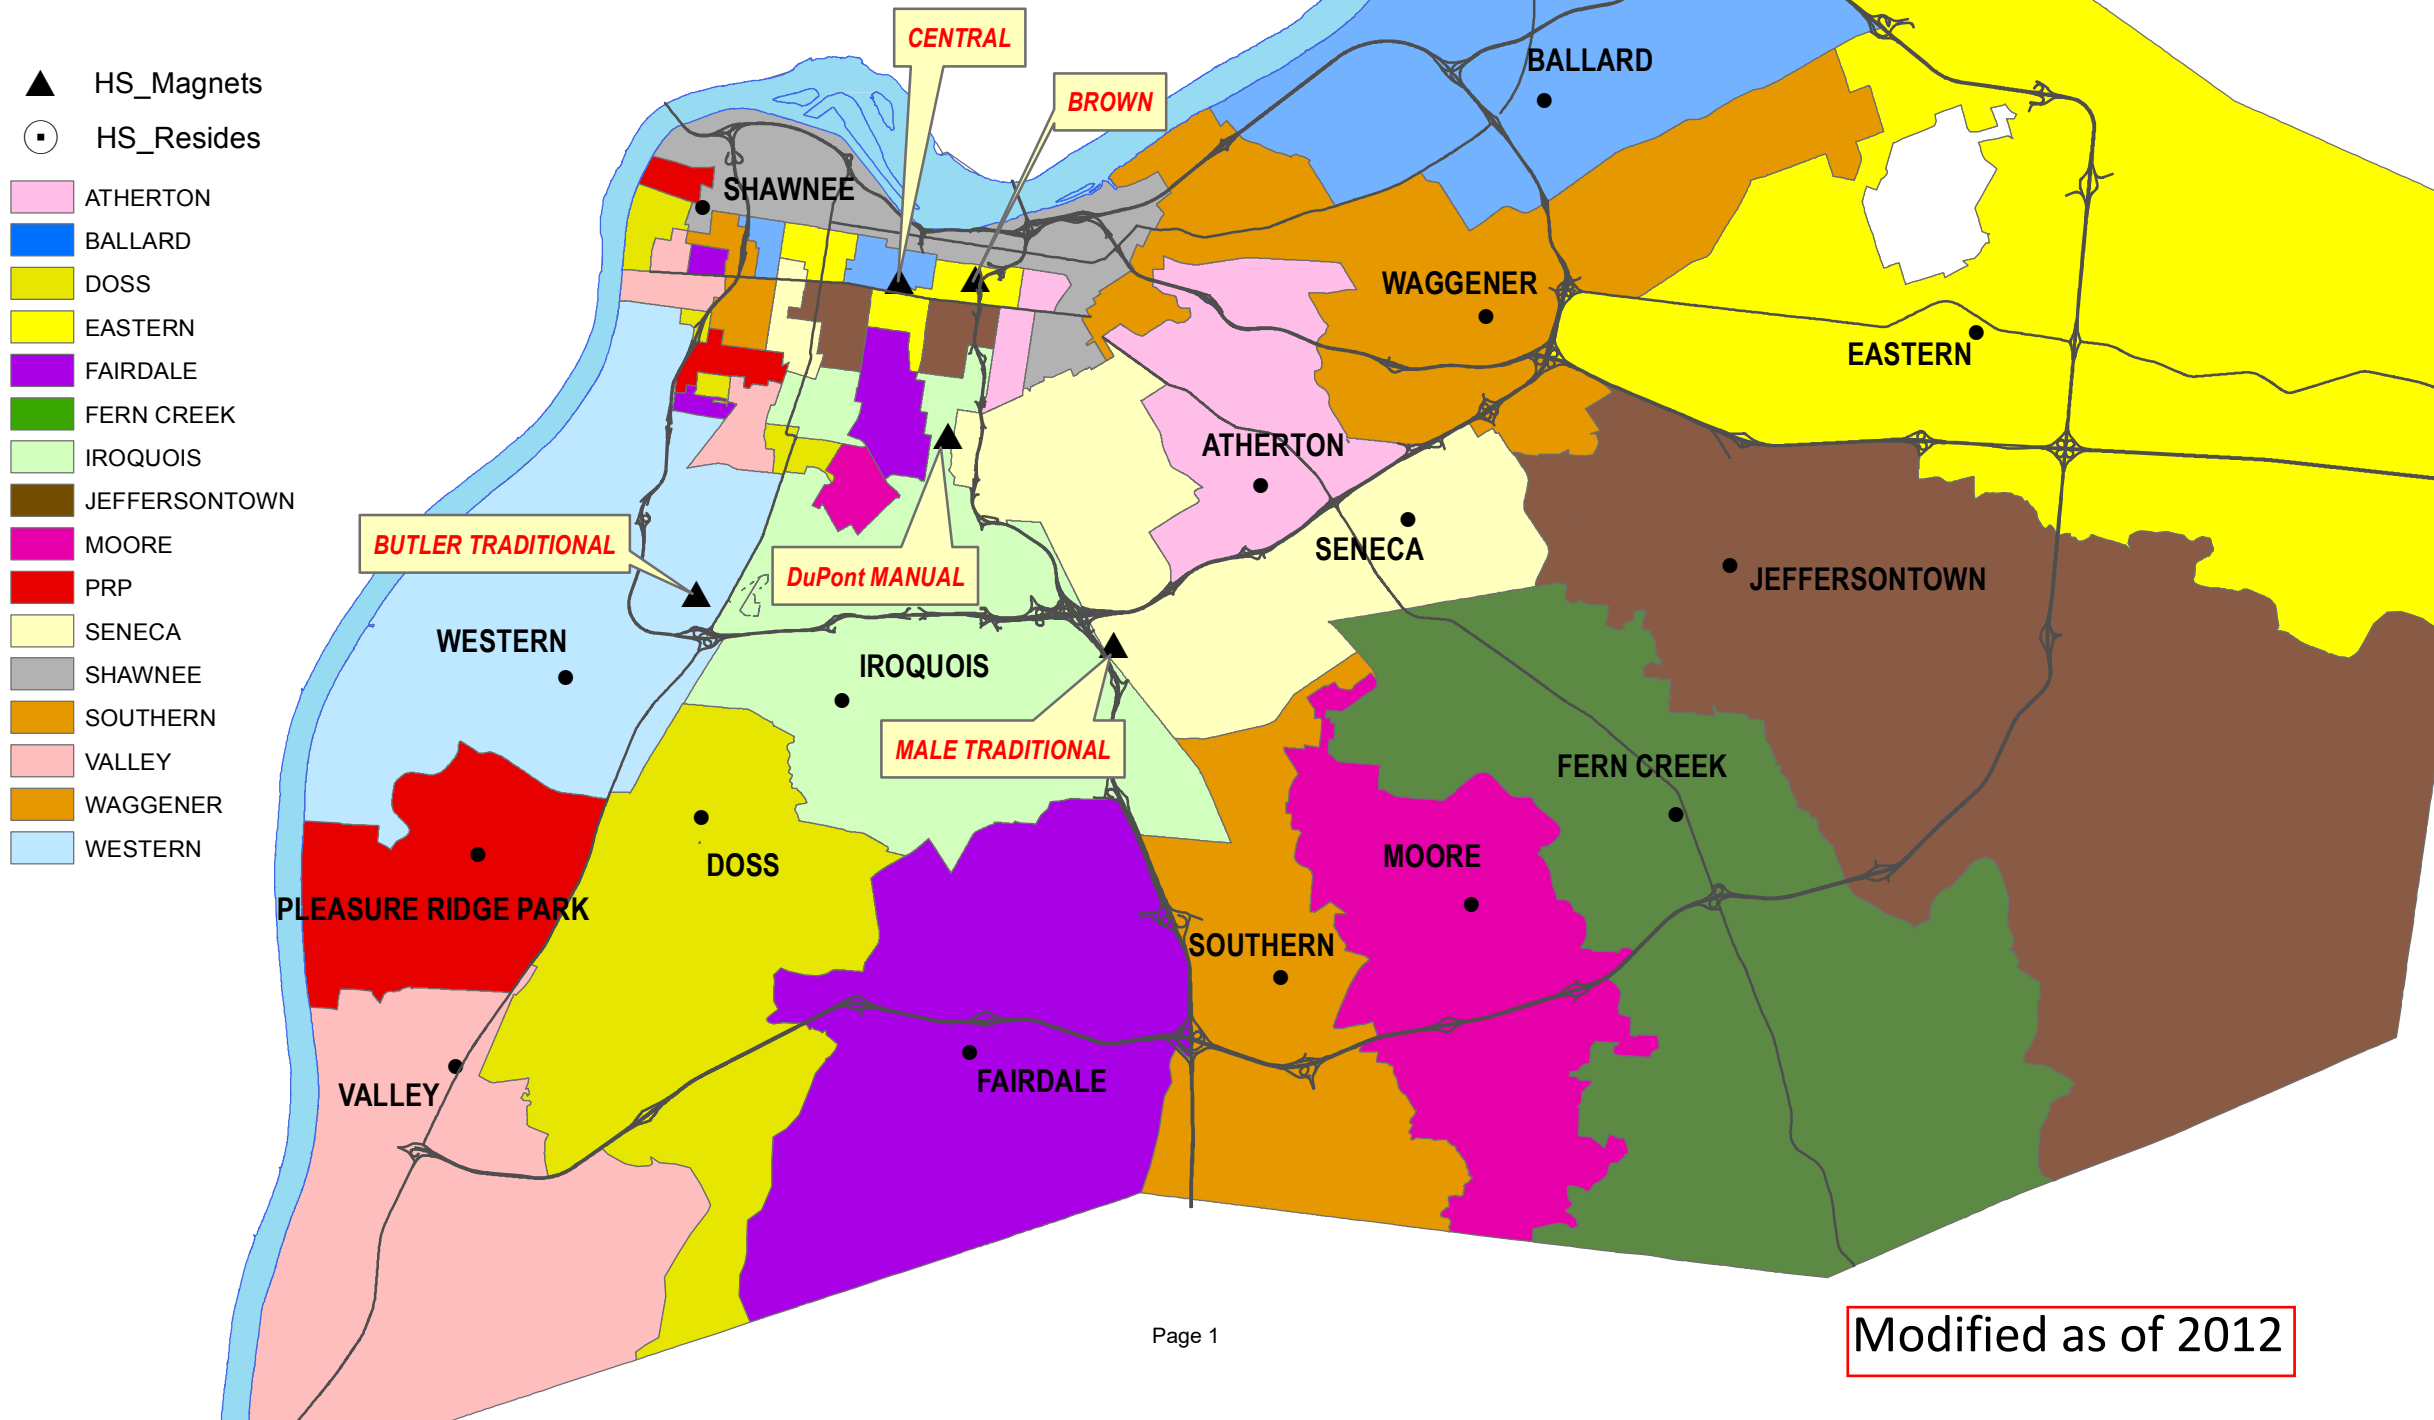 HS_Magnets
HS_Resides
ATHERTON
BALLARD
DOSS
EASTERN
FAIRDALE
FERN CREEK
IROQUOIS
JEFFERSONTOWN
MOORE
PRP
SENECA
SHAWNEE
SOUTHERN
VALLEY
WAGGENER
WESTERN
CENTRAL
BALLARD
BROWN
SHAWNEE
WAGGENER
EASTERN
ATHERTON
BUTLER TRADITIONAL
SENECA
DuPont MANUAL
JEFFERSONTOWN
WESTERN
IROQUOIS
MALE TRADITIONAL
FERN CREEK
MOORE
DOSS
PLEASURE RIDGE PARK
SOUTHERN
FAIRDALE
VALLEY
Page 1
Modified as of 2012